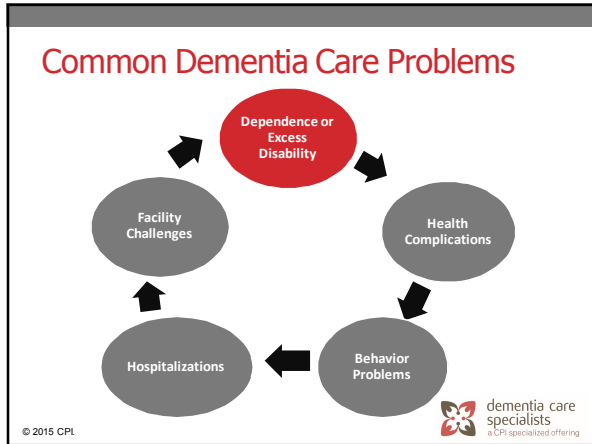 Common Dementia Care Problems
Dependence or
Excess
Disability
Health
Complications
Behavior
Problems
Hospitalizations
Facility
Challenges
© 2015 CPI.
dementia care
specialists
a CPI specialized offering